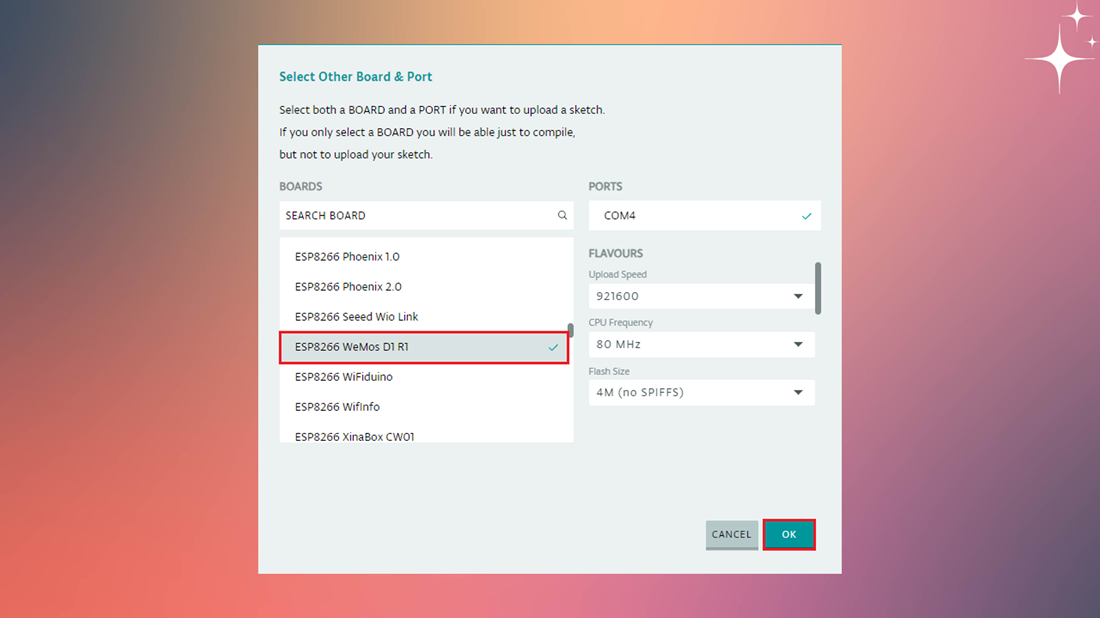 Select Other Board & Port
Select both a BOARD and a PORT if you want to upload a sketch.
If you only select a BOARD you will be able just to compile,
but not to upload your sketch.
BOARDS
SEARCH BOARD
ESP8266 Phoenix 1.0
ESP8266 Phoenix 2.0
ESP8266 Seeed Wio Link
ESP8266 WeMos D1 R1
ESP8266 WiFiduino
ESP8266 WifInfo
ESP8266 XinaBox CW01
PORTS
COM4
FLAVOURS
Upload Speed
921600
CPU Frequency
80 MHz
Flash Size
4M (no SPIFFS)
CANCEL
OK